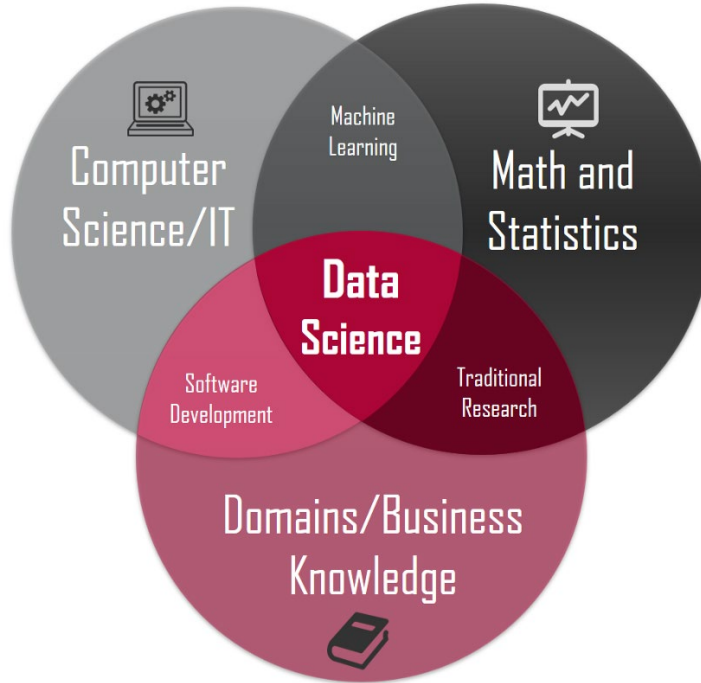 Machine
Learning
Computer
Science/IT
Math and
Statistics
Data
Science
Software
Development
Traditional
Research
Domains/Business
Knowledge